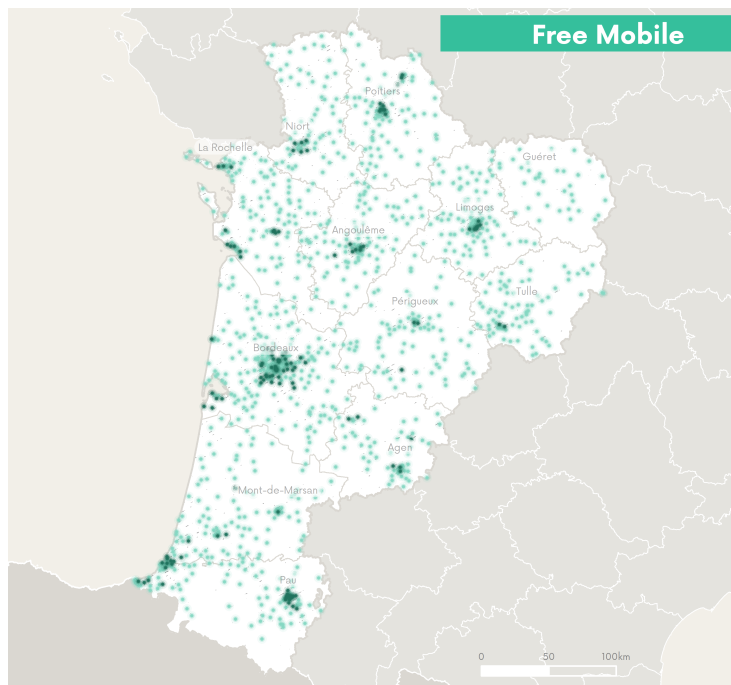 Free Mobile
Poitiers
Niort
La Rochelle
Guéret
Limoges
Angoulême
Tulle
Périgueux
Bordeaux
Agen
Mont-de-Marsan
Pau
0 50 100km